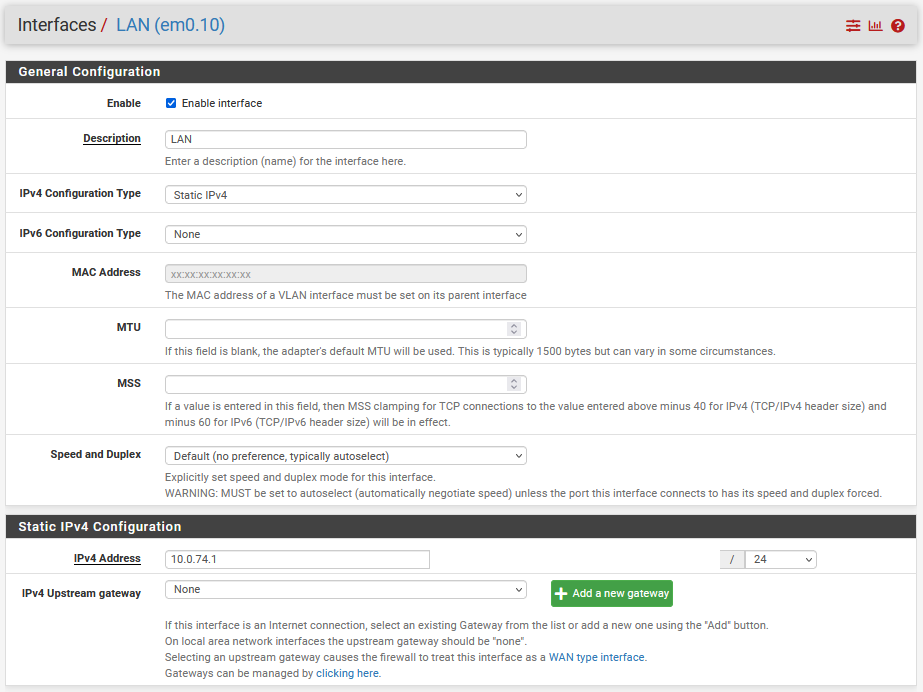 Interfaces / LAN (em0.10)
General Configuration
Enable Enable interface
Description LAN
Enter a description (name) for the interface here.
IPv4 Configuration Type Static IPv4
IPv6 Configuration Type None
MAC Address xx:xx:xx:xx:xx:xx
The MAC address of a VLAN interface must be set on its parent interface
MTU
If this field is blank, the adapter's default MTU will be used. This is typically 1500 bytes but can vary in some circumstances.
MSS
If a value is entered in this field, then MSS clamping for TCP connections to the value entered above minus 40 for IPv4 (TCP/IPv4 header size) and
minus 60 for IPv6 (TCP/IPv6 header size) will be in effect.
Speed and Duplex Default (no preference, typically autoselect)
Explicitly set speed and duplex mode for this interface.
WARNING: MUST be set to autoselect (automatically negotiate speed) unless the port this interface connects to has its speed and duplex forced.
Static IPv4 Configuration
IPv4 Address 10.0.74.1 / 24
IPv4 Upstream gateway None Add a new gateway
If this interface is an Internet connection, select an existing Gateway from the list or add a new one using the "Add" button.
On local area network interfaces the upstream gateway should be "none".
Selecting an upstream gateway causes the firewall to treat this interface as a WAN type interface.
Gateways can be managed by clicking here.